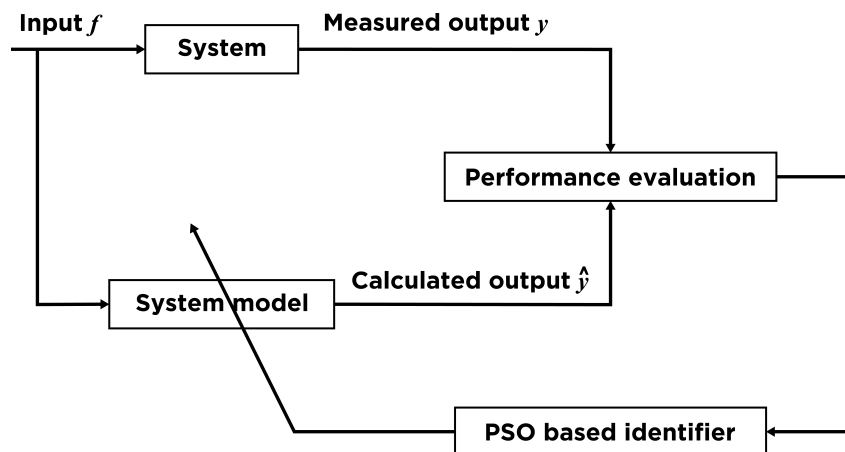 Input f
Measured output y
System
Performance evaluation
Calculated output ŷ
System model
PSO based identifier